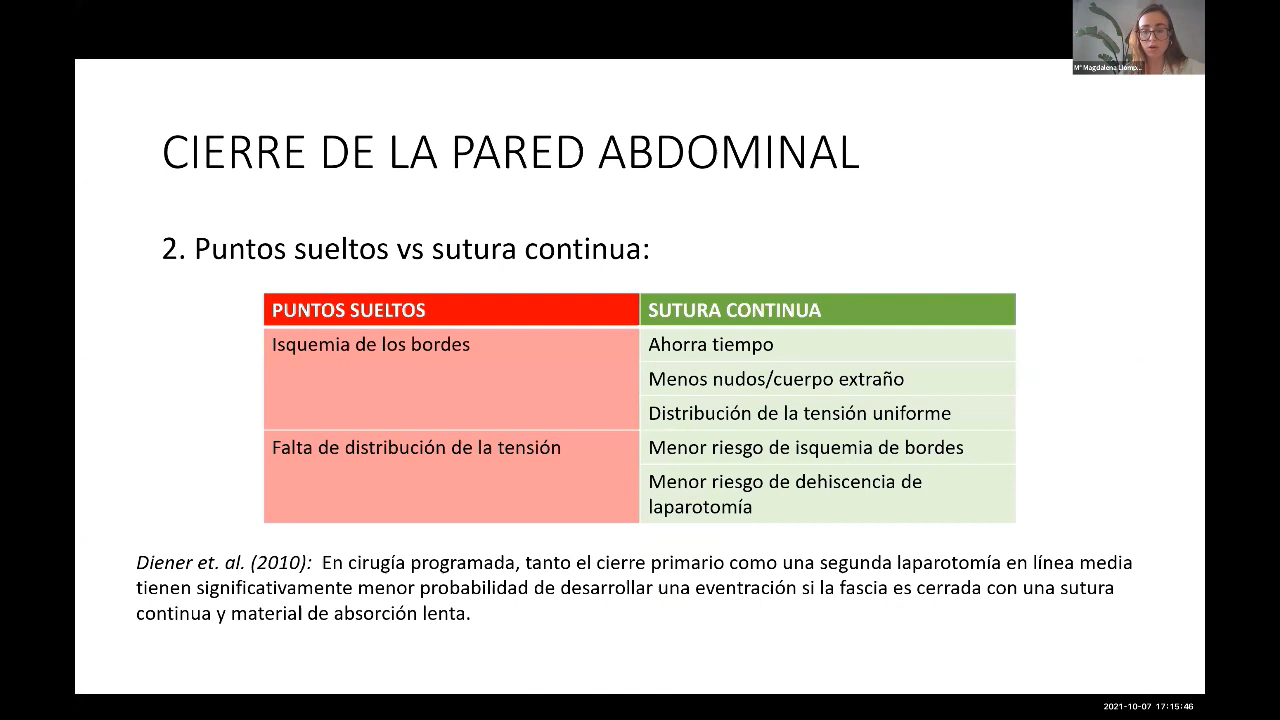 Mª Magdalena Llomp...
CIERRE DE LA PARED ABDOMINAL
2. Puntos sueltos vs sutura continua:
PUNTOS SUELTOS
SUTURA CONTINUA
Isquemia de los bordes
Ahorra tiempo
Menos nudos/cuerpo extraño
Distribución de la tensión uniforme
Falta de distribución de la tensión
Menor riesgo de isquemia de bordes
Menor riesgo de dehiscencia de
laparotomía
Diener et. al. (2010): En cirugía programada, tanto el cierre primario como una segunda laparotomía en línea media
tienen significativamente menor probabilidad de desarrollar una eventración si la fascia es cerrada con una sutura
continua y material de absorción lenta.
2021-10-07 17:15:46